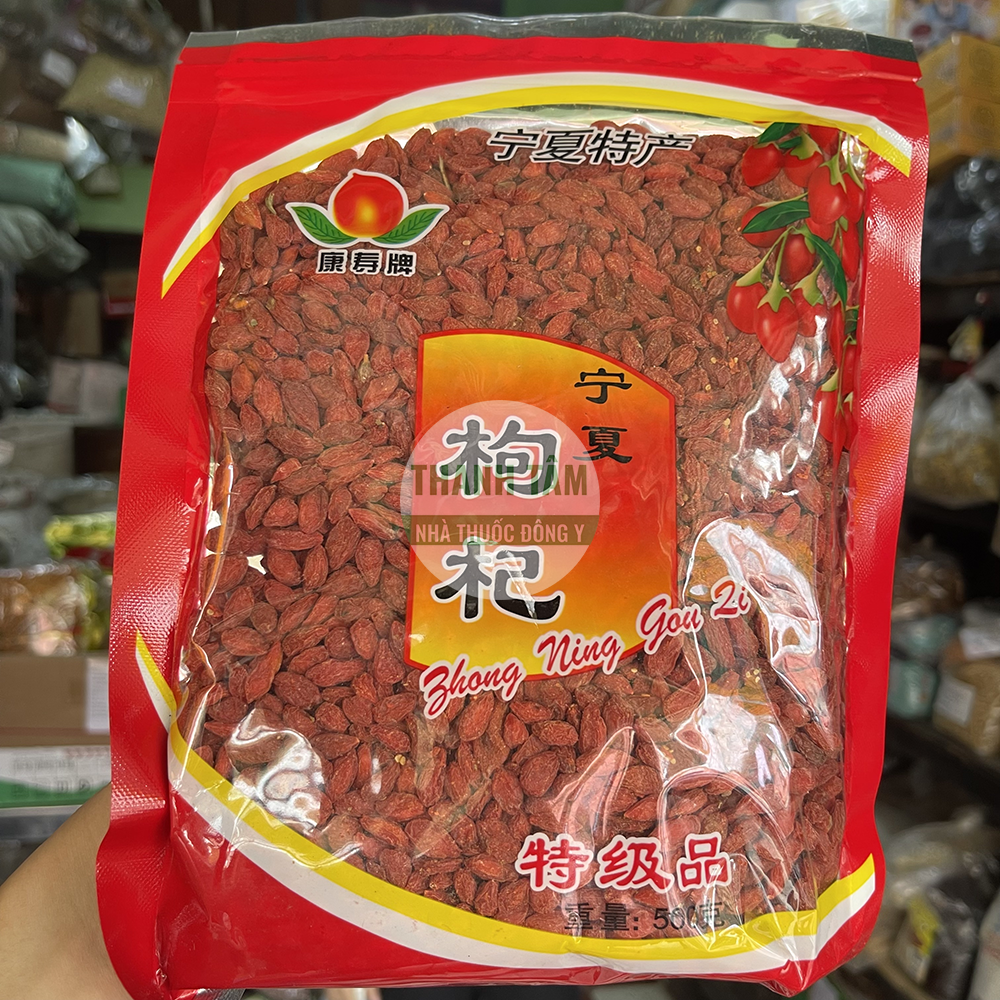 宁夏特产
康寿牌
宁夏
枸杞
THANH TÂM
NHÀ THUỐC ĐÔNG Y
Zhong Ning Gou Qi
特级品
重量: 500克